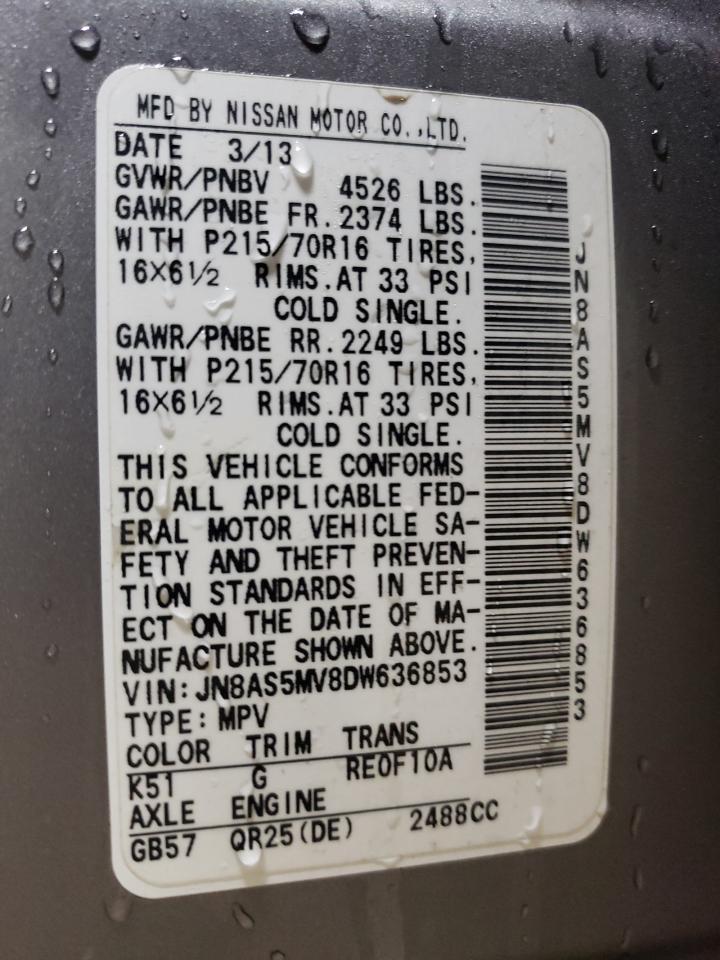 MFD BY NISSAN MOTOR CO.,LTD.
DATE 3/13
GVWR/PNBV 4526 LBS.
GAWR/PNBE FR.2374 LBS.
WITH P215/70R16 TIRES,
16×6½ RIMS.AT 33 PSI
COLD SINGLE.
GAWR/PNBE RR.2249 LBS.
WITH P215/70R16 TIRES,
16×6½ RIMS.AT 33 PSI
COLD SINGLE.
THIS VEHICLE CONFORMS
TO ALL APPLICABLE FED-
ERAL MOTOR VEHICLE SA-
FETY AND THEFT PREVEN-
TION STANDARDS IN EFF-
ECT ON THE DATE OF MA-
NUFACTURE SHOWN ABOVE.
VIN:JN8AS5MV8DW636853
TYPE:MPV
COLOR TRIM TRANS
K51 G RE0F10A
AXLE ENGINE
GB57 QR25(DE) 2488CC
JN8AS5MV8DW636853